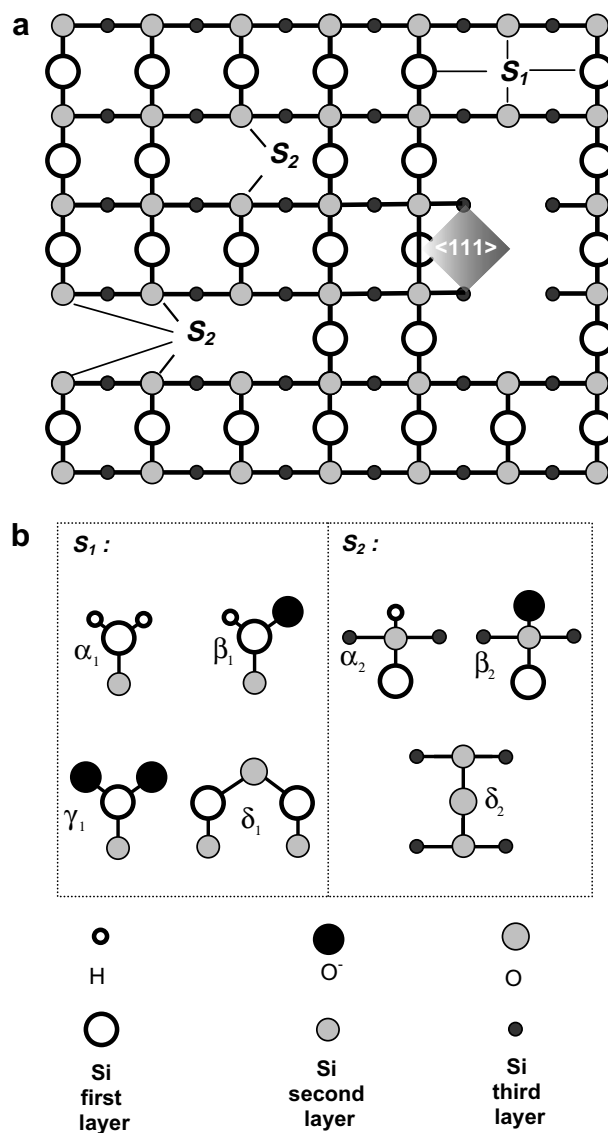 a
S₁
S₂
<111>
S₂
b
S₁ :
S₂ :
α₁
β₁
α₂
β₂
γ₁
δ₁
δ₂
H
O⁻
O
Si
first
layer
Si
second
layer
Si
third
layer